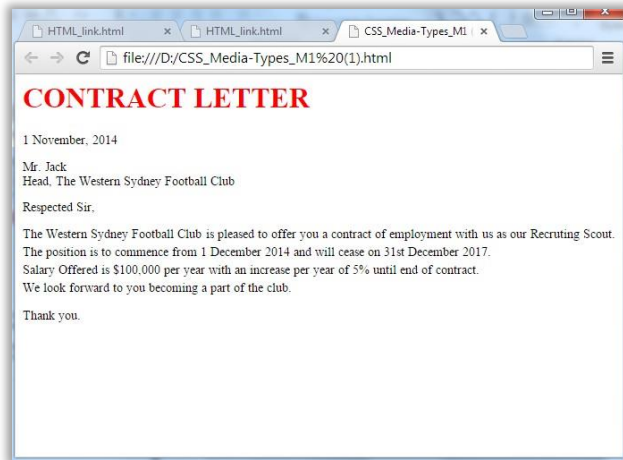 HTML_link.html
HTML_link.html
CSS_Media-Types_M1
file:///D:/CSS_Media-Types_M1%20(1).html
CONTRACT LETTER
1 November, 2014
Mr. Jack
Head, The Western Sydney Football Club
Respected Sir,
The Western Sydney Football Club is pleased to offer you a contract of employment with us as our Recruting Scout.
The position is to commence from 1 December 2014 and will cease on 31st December 2017.
Salary Offered is $100,000 per year with an increase per year of 5% until end of contract.
We look forward to you becoming a part of the club.
Thank you.